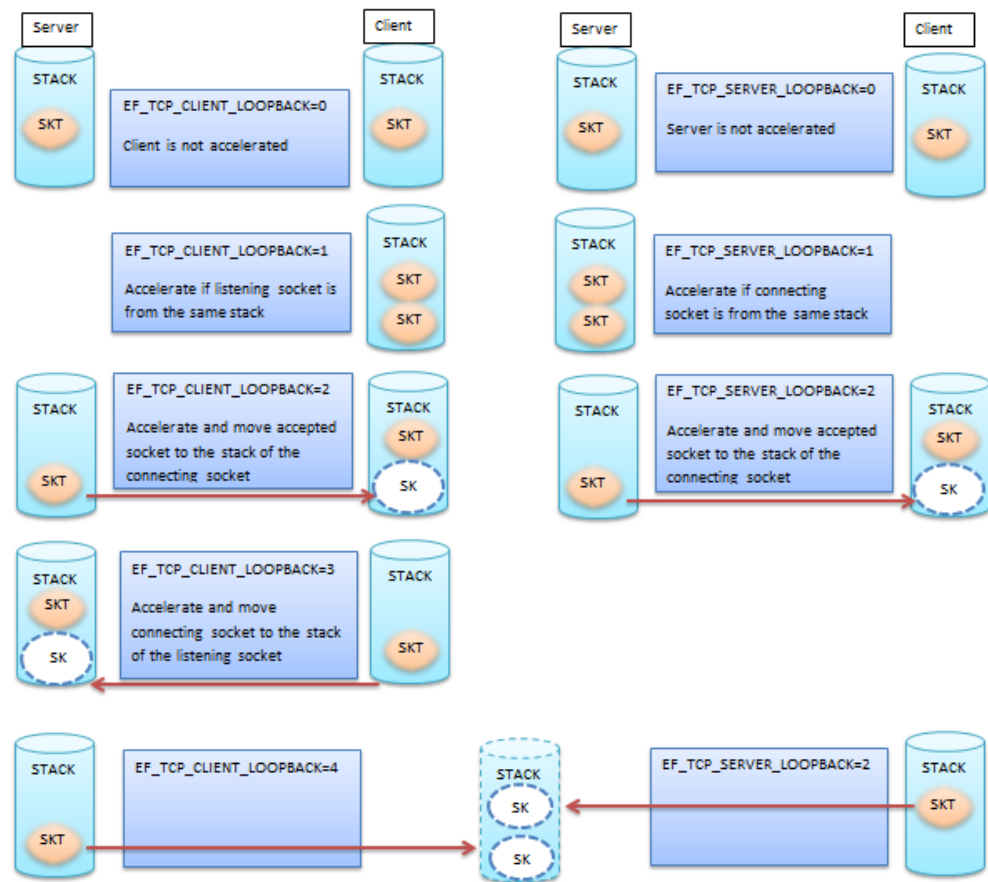 Server
Client
STACK
SKT
EF_TCP_CLIENT_LOOPBACK=0
Client is not accelerated
STACK
SKT
Server
Client
STACK
SKT
EF_TCP_SERVER_LOOPBACK=0
Server is not accelerated
STACK
SKT
EF_TCP_CLIENT_LOOPBACK=1
Accelerate if listening socket is
from the same stack
STACK
SKT
SKT
STACK
SKT
SKT
EF_TCP_SERVER_LOOPBACK=1
Accelerate if connecting
socket is from the same stack
STACK
SKT
EF_TCP_CLIENT_LOOPBACK=2
Accelerate and move accepted
socket to the stack of the
connecting socket
STACK
SKT
SK
STACK
SKT
EF_TCP_SERVER_LOOPBACK=2
Accelerate and move accepted
socket to the stack of the
connecting socket
STACK
SKT
SK
STACK
SKT
SK
EF_TCP_CLIENT_LOOPBACK=3
Accelerate and move
connecting socket to the stack
of the listening socket
STACK
SKT
STACK
SKT
EF_TCP_CLIENT_LOOPBACK=4
STACK
SK
SK
EF_TCP_SERVER_LOOPBACK=2
STACK
SKT